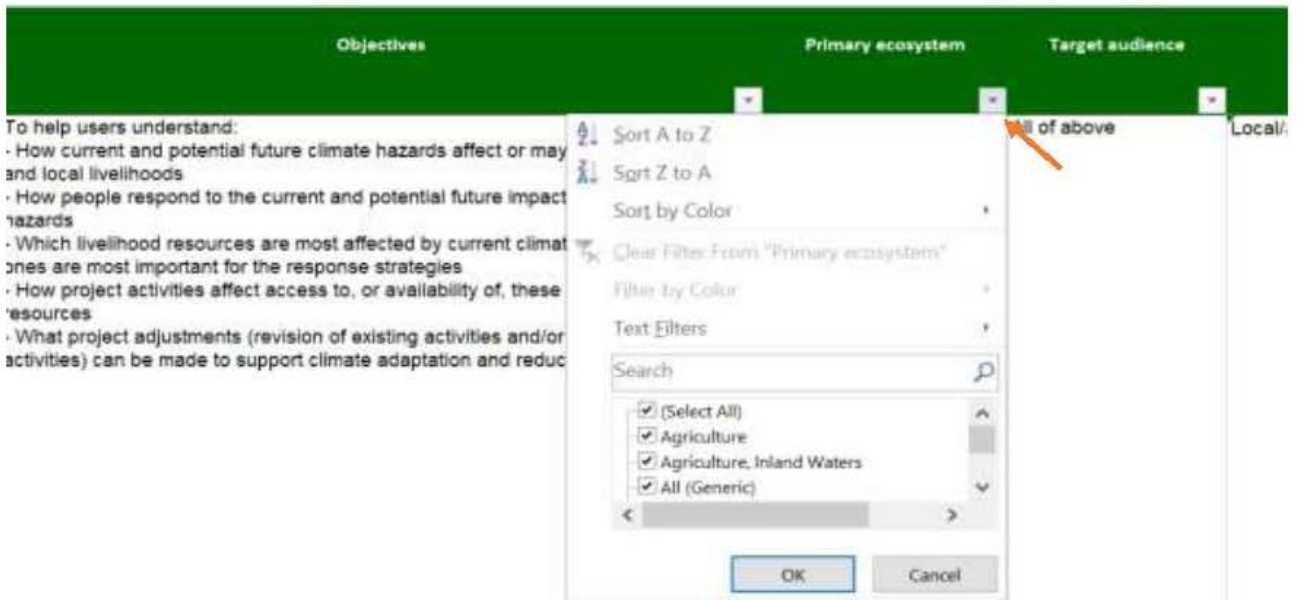 Objectives
Primary ecosystem
Target audience
To help users understand:
- How current and potential future climate hazards affect or may
and local livelihoods
- How people respond to the current and potential future impact
hazards
- Which livelihood resources are most affected by current climat
ones are most important for the response strategies
- How project activities affect access to, or availability of, these
resources
- What project adjustments (revision of existing activities and/or
activities) can be made to support climate adaptation and reduc
Sort A to Z
Sort Z to A
Sort by Color
Clear Filter From "Primary ecosystem"
Filter by Color
Text Filters
Search
(Select All)
Agriculture
Agriculture, Inland Waters
All (Generic)
OK
Cancel
All of above
Local/